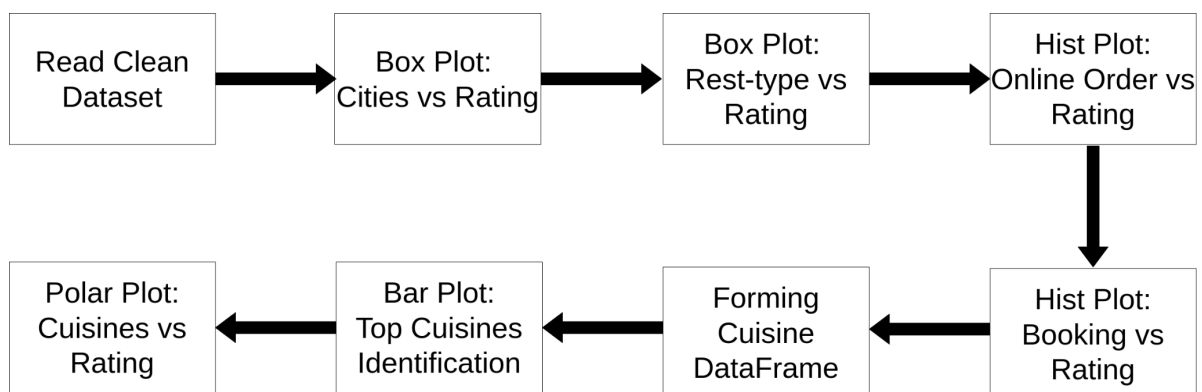 Read Clean
Dataset
Box Plot:
Cities vs Rating
Box Plot:
Rest-type vs
Rating
Hist Plot:
Online Order vs
Rating
Hist Plot:
Booking vs
Rating
Forming
Cuisine
DataFrame
Bar Plot:
Top Cuisines
Identification
Polar Plot:
Cuisines vs
Rating